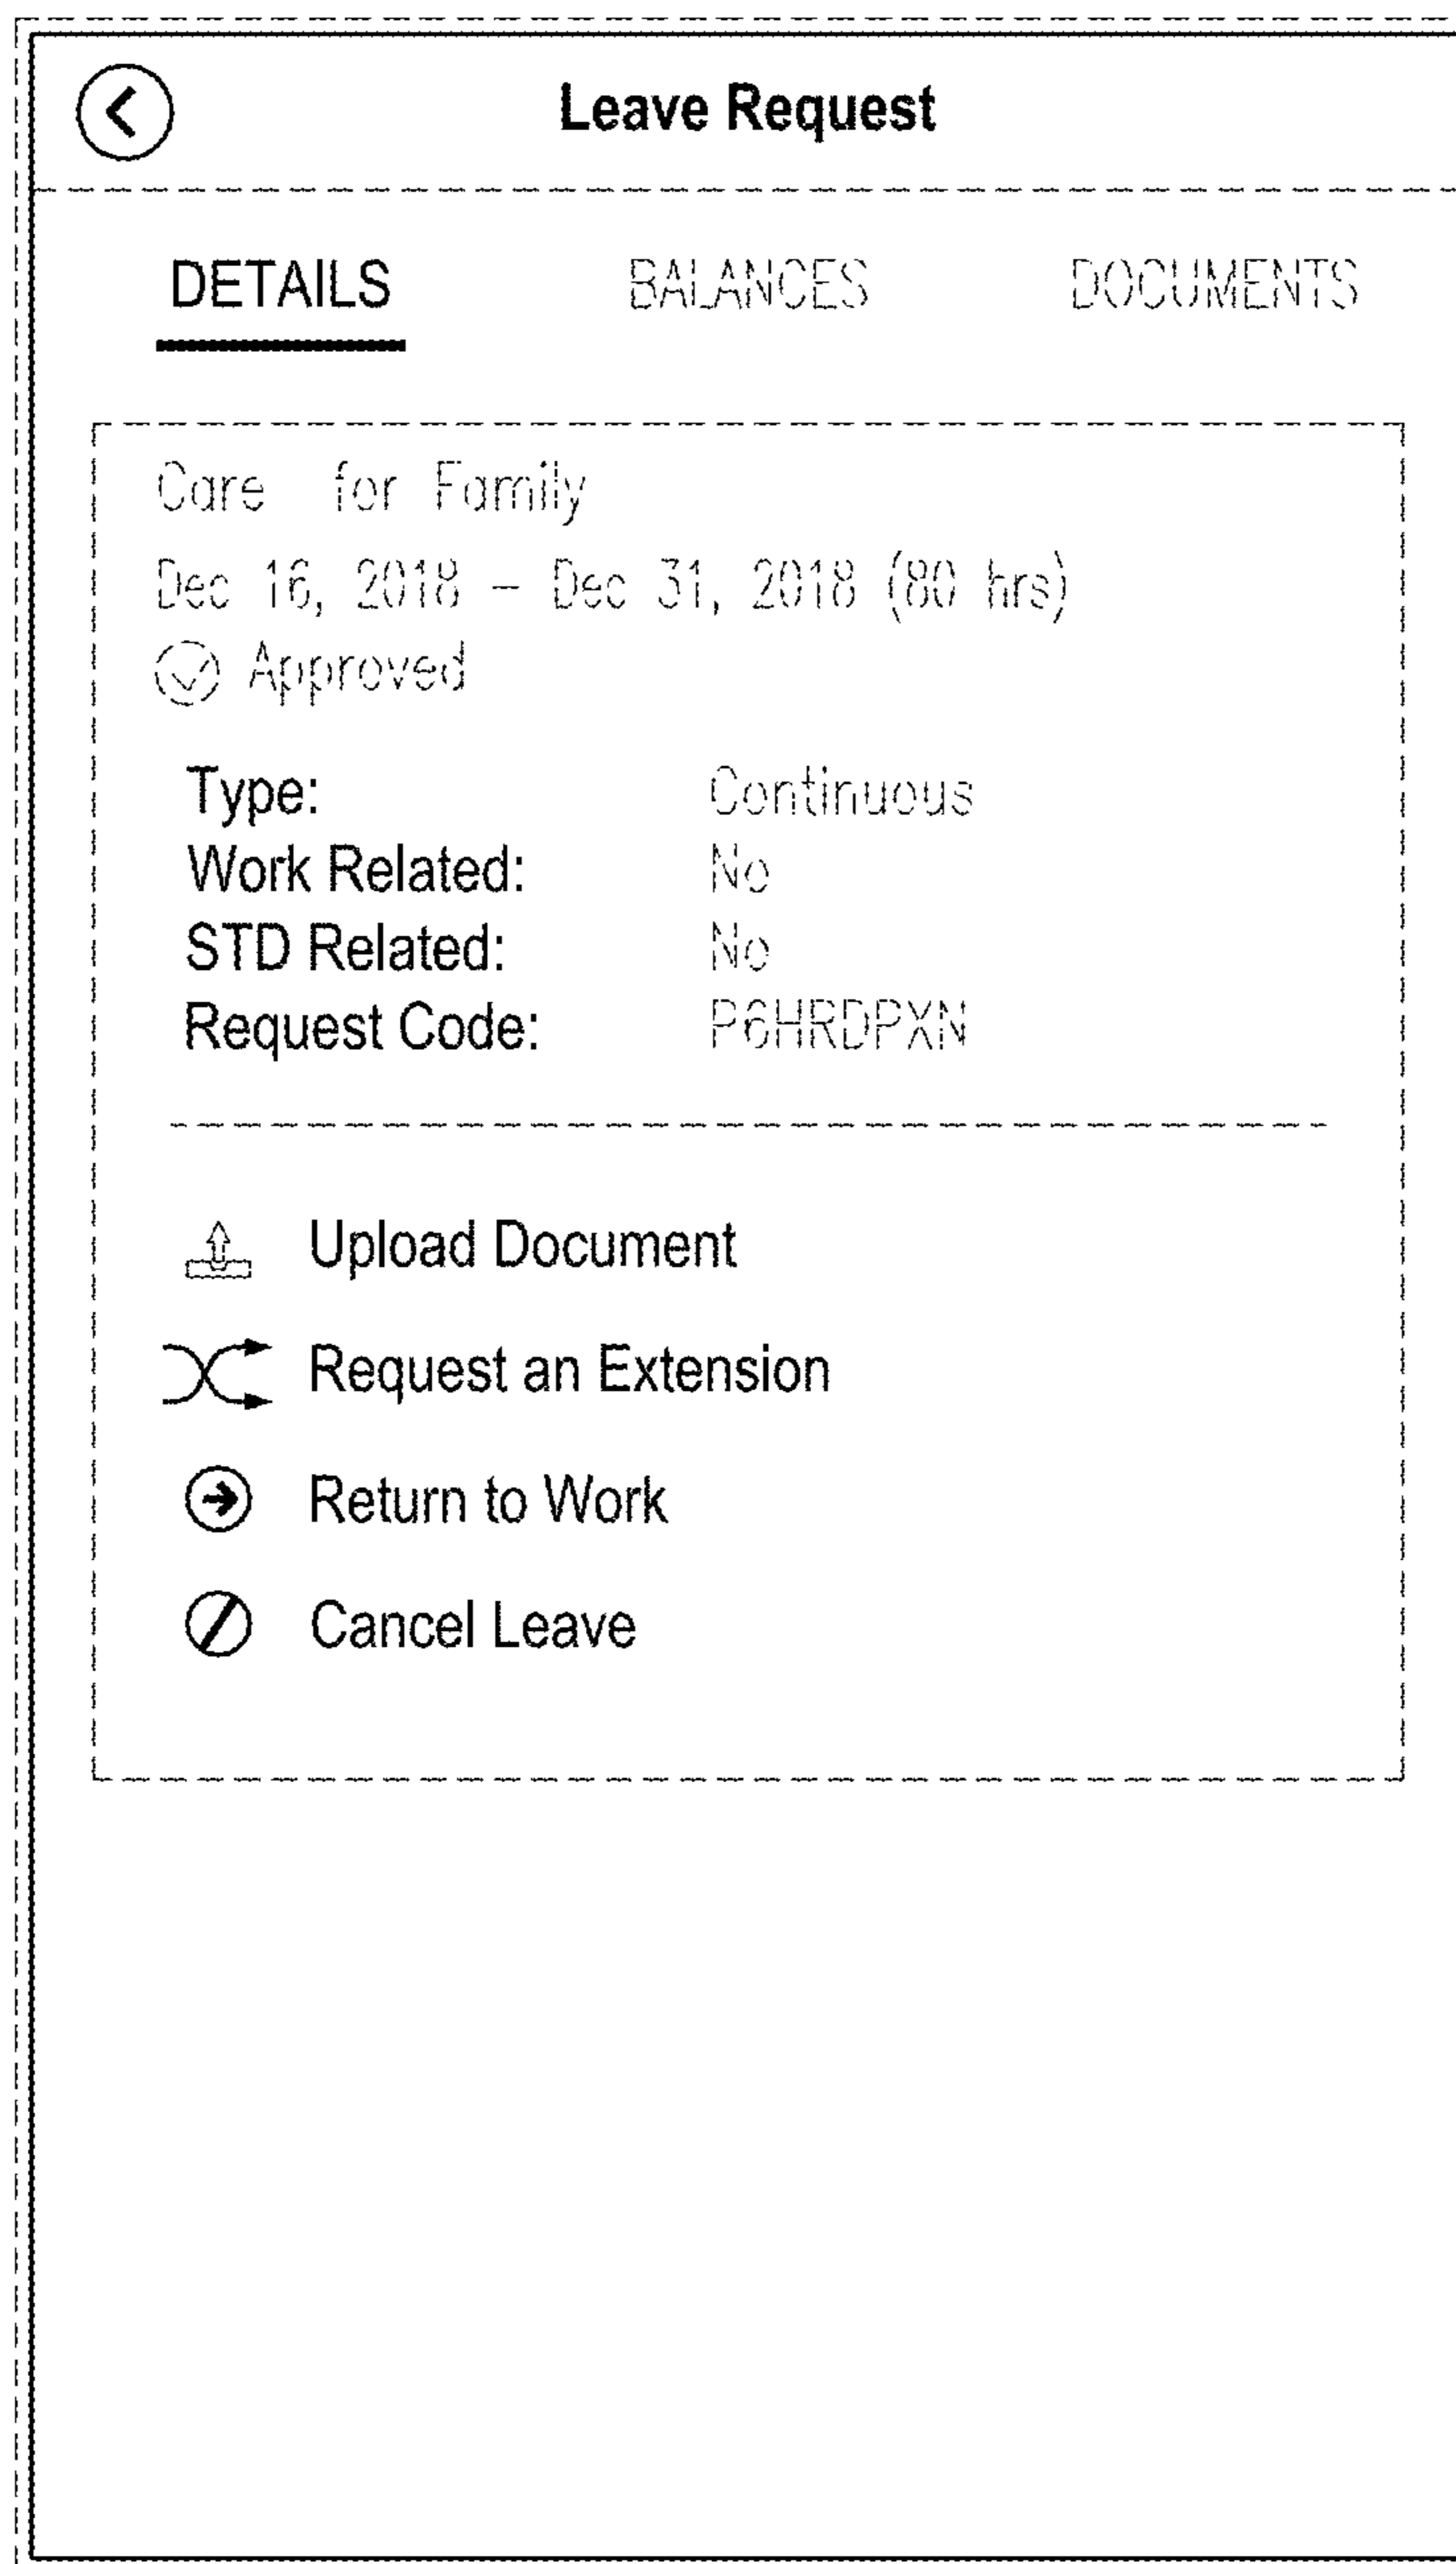 Leave Request
DETAILS BALANCES DOCUMENTS
Care for Family
Dec 16, 2018 – Dec 31, 2018 (80 hrs)
Approved
Type: Continuous
Work Related: No
STD Related: No
Request Code: P6HRDPXN
Upload Document
Request an Extension
Return to Work
Cancel Leave